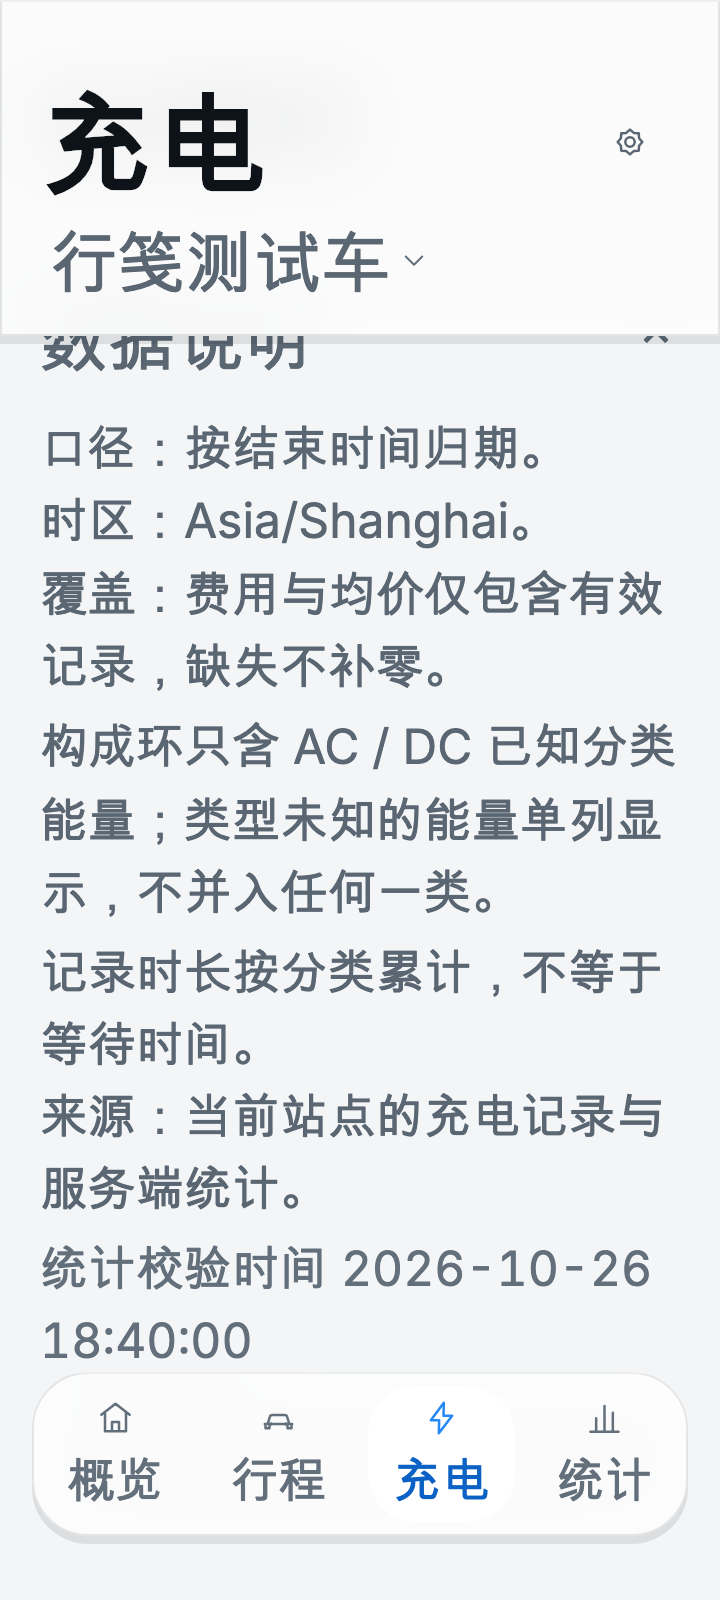 充电
行笺测试车
数据说明
口径：按结束时间归期。
时区：Asia/Shanghai。
覆盖：费用与均价仅包含有效
记录，缺失不补零。
构成环只含 AC / DC 已知分类
能量；类型未知的能量单列显
示，不并入任何一类。
记录时长按分类累计，不等于
等待时间。
来源：当前站点的充电记录与
服务端统计。
统计校验时间 2026-10-26
18:40:00
概览 行程 充电 统计